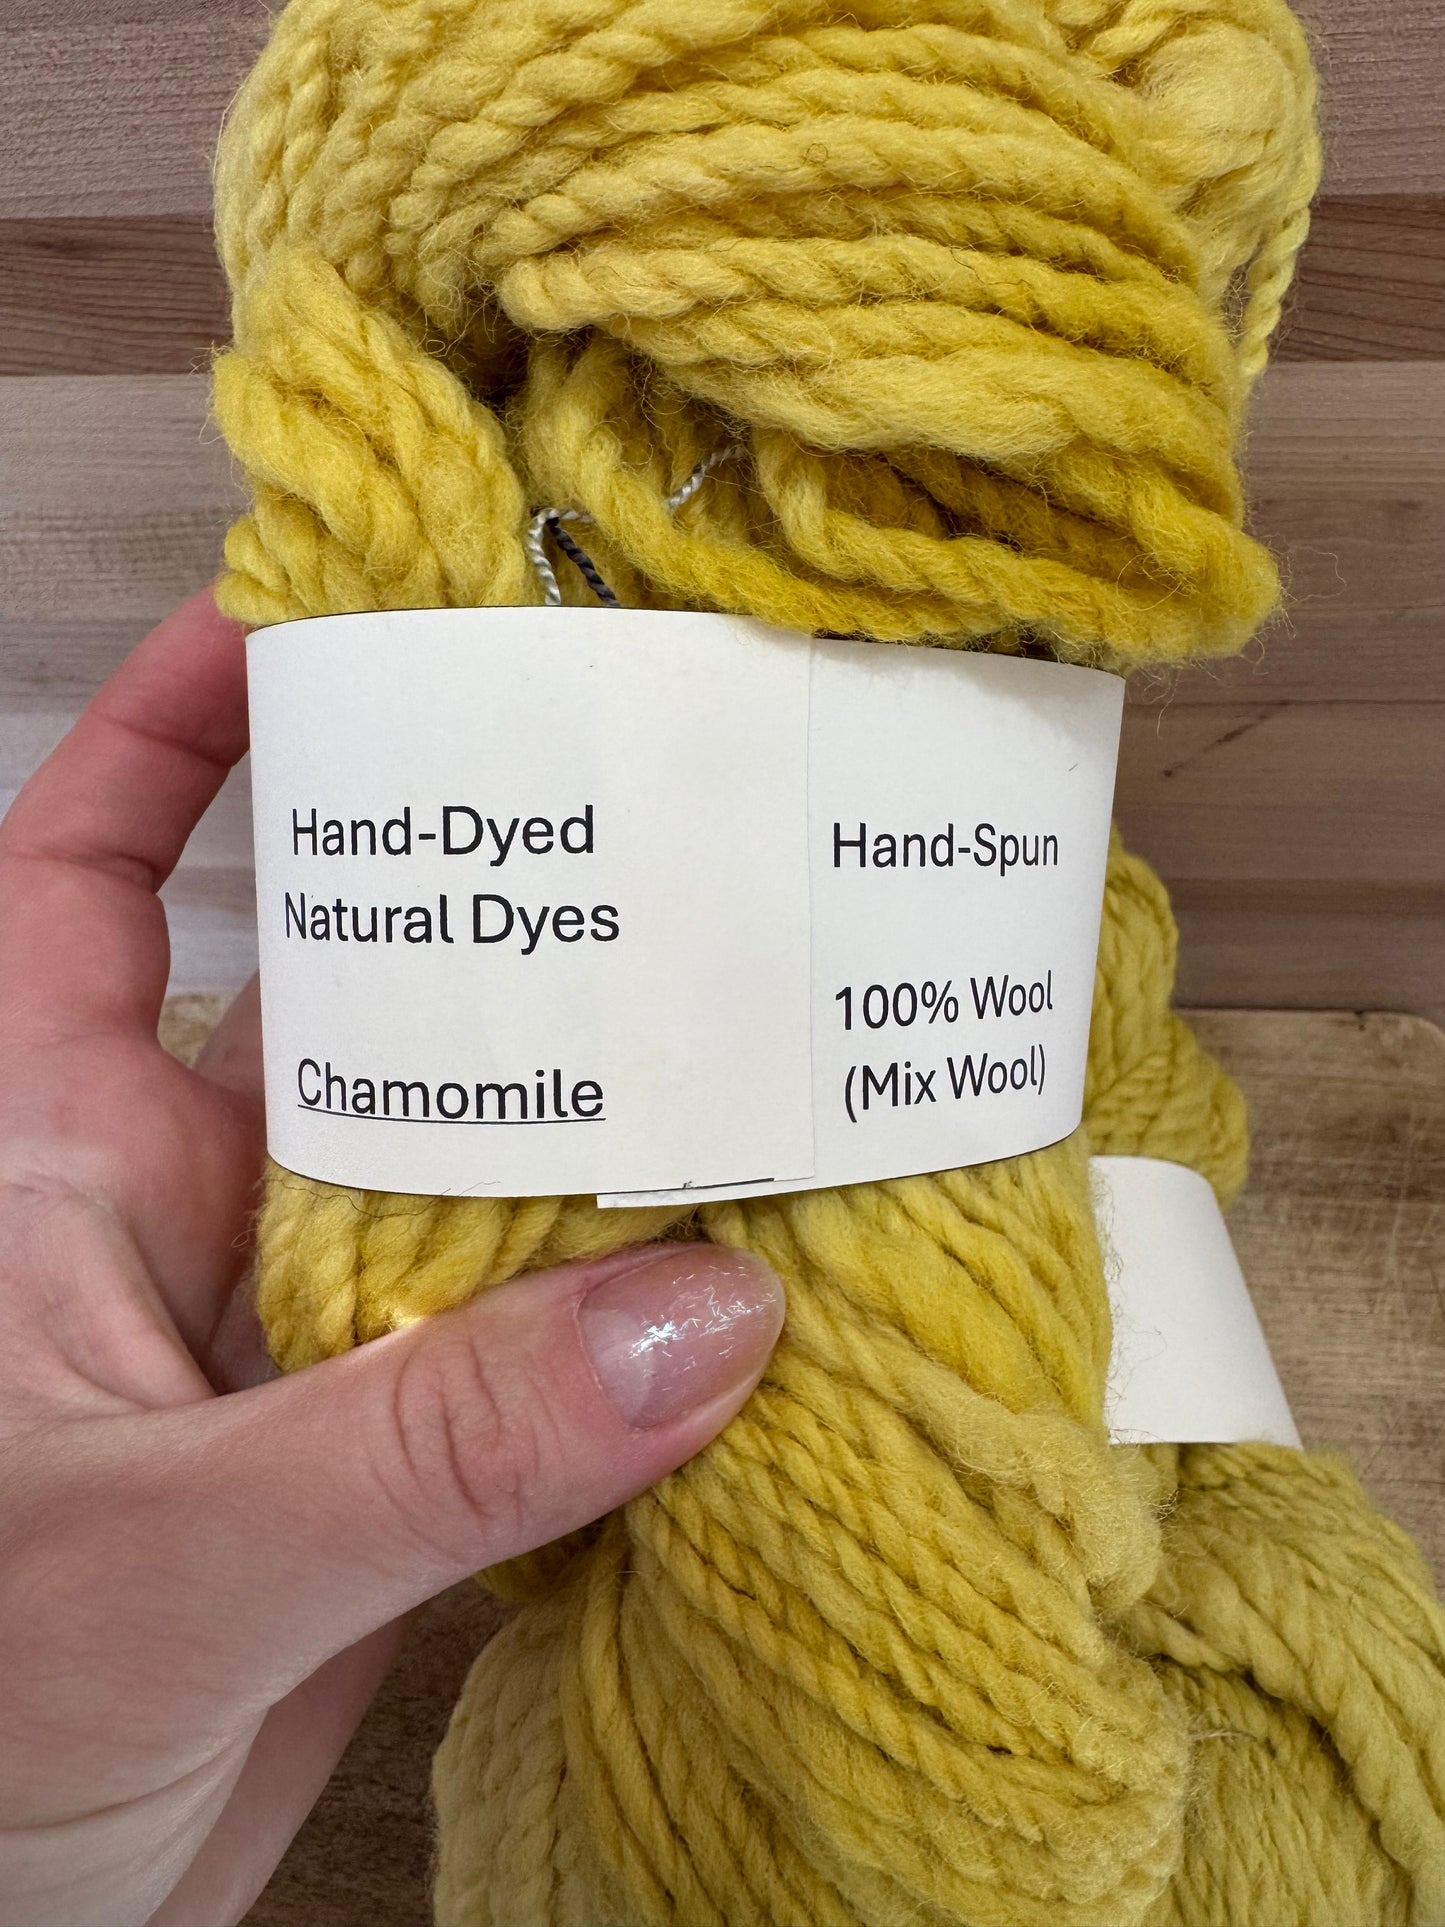 Hand-Dyed
Natural Dyes
Chamomile
Hand-Spun
100% Wool
(Mix Wool)